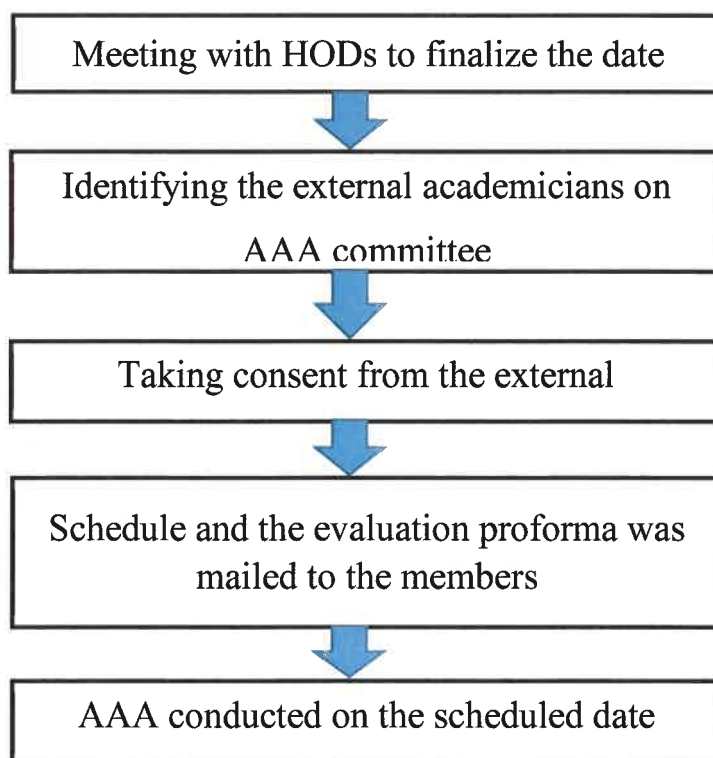 Meeting with HODs to finalize the date
Identifying the external academicians on
AAA committee
Taking consent from the external
Schedule and the evaluation proforma was
mailed to the members
AAA conducted on the scheduled date